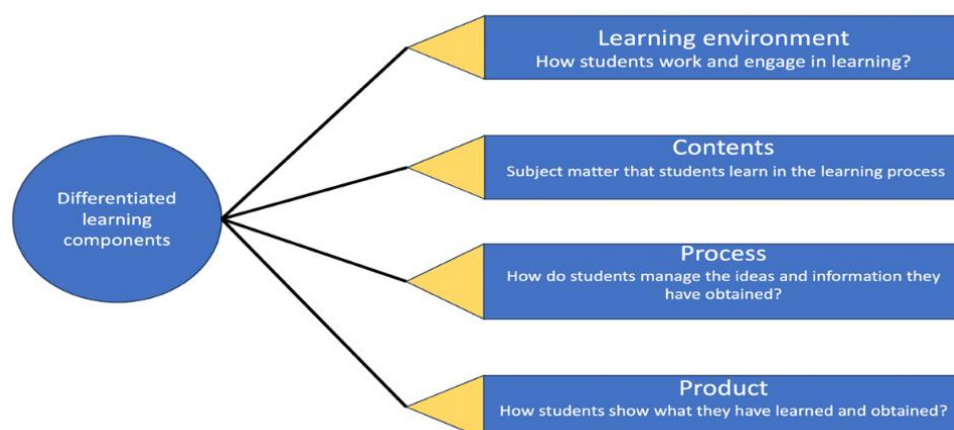 Differentiated
learning
components
Learning environment
How students work and engage in learning?
Contents
Subject matter that students learn in the learning process
Process
How do students manage the ideas and information they
have obtained?
Product
How students show what they have learned and obtained?